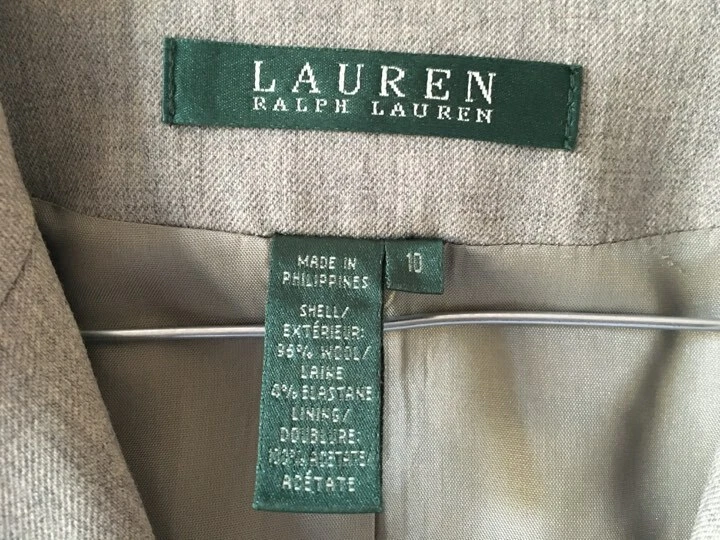 LAUREN
RALPH LAUREN
MADE IN
PHILIPPINES
10
SHELL/
EXTÉRIEUR:
96% WOOL/
LAINE
4% ELASTANE
LINING/
DOUBLURE:
100% ACETATE/
ACÉTATE